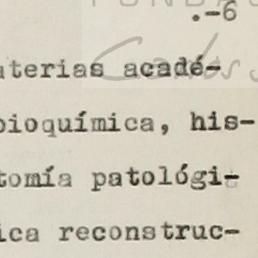 .-6
aterias acadé-
bioquímica, his-
tomía patológi-
ica reconstruc-